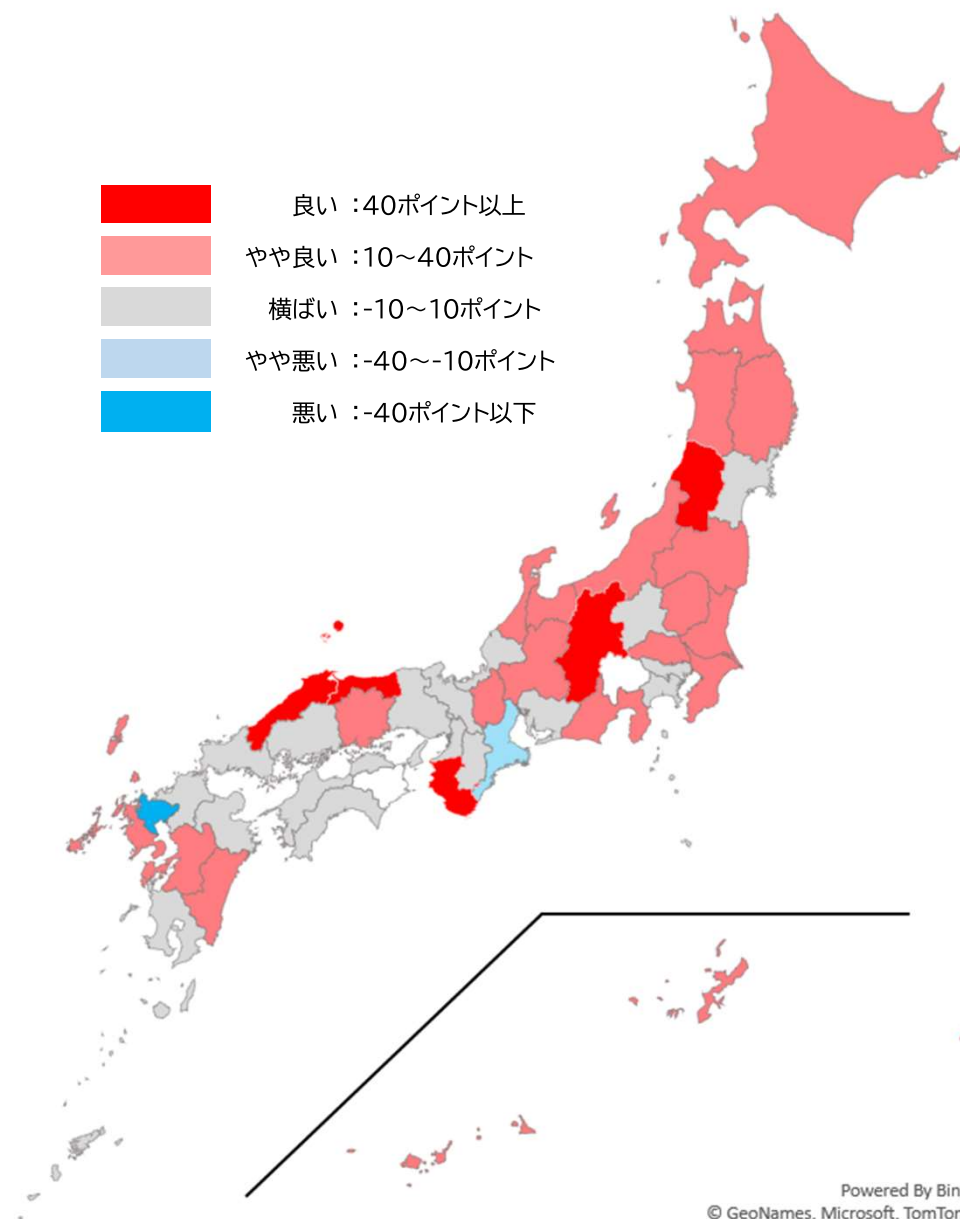 良い ：40ポイント以上
やや良い ：10～40ポイント
横ばい ：-10～10ポイント
やや悪い ：-40～-10ポイント
悪い ：-40ポイント以下
Powered By Bin
© GeoNames, Microsoft, TomTom